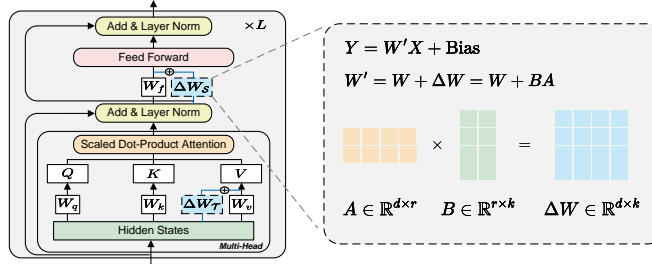 Add & Layer Norm
× L
Feed Forward
W_f
ΔW_S
Add & Layer Norm
Scaled Dot-Product Attention
Q K V
W_q W_k ΔW_T W_v
Hidden States
Multi-Head
Y = W′X + Bias
W′ = W + ΔW = W + BA
× =
A ∈ ℝ^{d×r} B ∈ ℝ^{r×k} ΔW ∈ ℝ^{d×k}